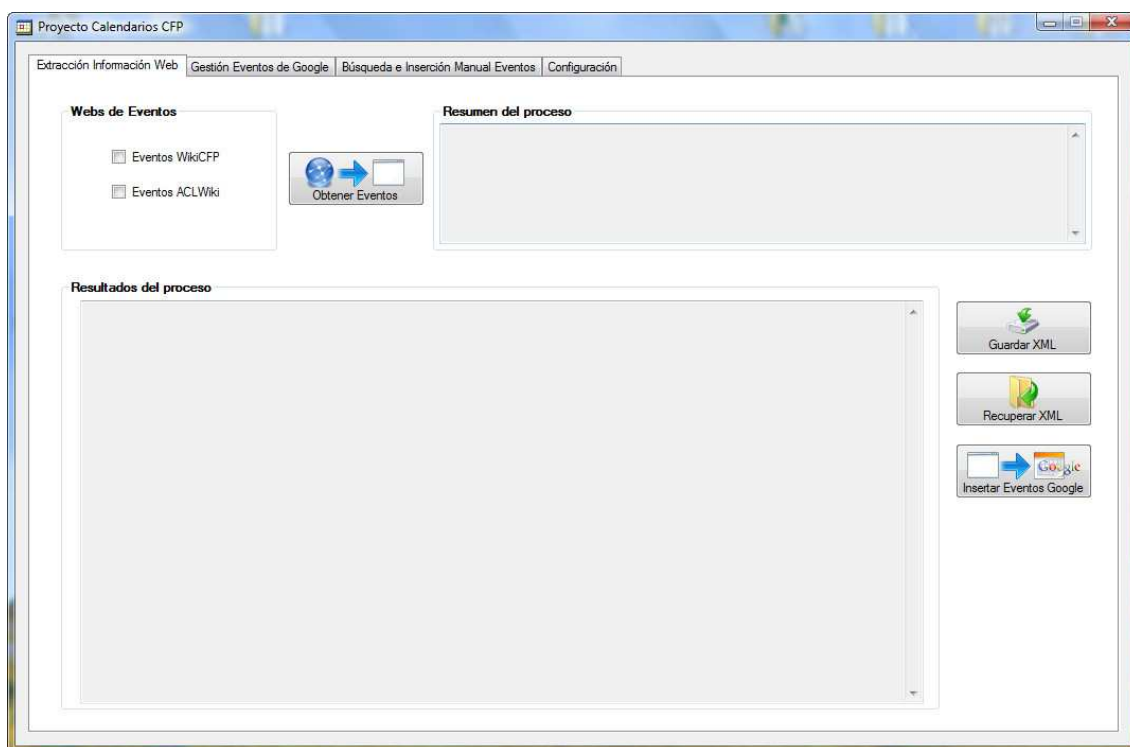 Proyecto Calendarios CFP
Extracción Información Web Gestión Eventos de Google Búsqueda e Inserción Manual Eventos Configuración
Webs de Eventos
Eventos WikiCFP
Eventos ACLWiki
Obtener Eventos
Resumen del proceso
Resultados del proceso
Guardar XML
Recuperar XML
Google
Insertar Eventos Google